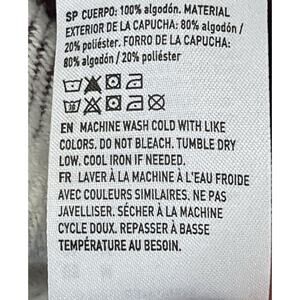 SP CUERPO: 100% algodón. MATERIAL
EXTERIOR DE LA CAPUCHA: 80% algodón /
20% poliéster. FORRO DE LA CAPUCHA:
80% algodón / 20% poliéster
EN MACHINE WASH COLD WITH LIKE
COLORS. DO NOT BLEACH. TUMBLE DRY
LOW. COOL IRON IF NEEDED.
FR LAVER À LA MACHINE À L'EAU FROIDE
AVEC COULEURS SIMILAIRES. NE PAS
JAVELLISER. SÉCHER À LA MACHINE
CYCLE DOUX. REPASSER À BASSE
TEMPÉRATURE AU BESOIN.